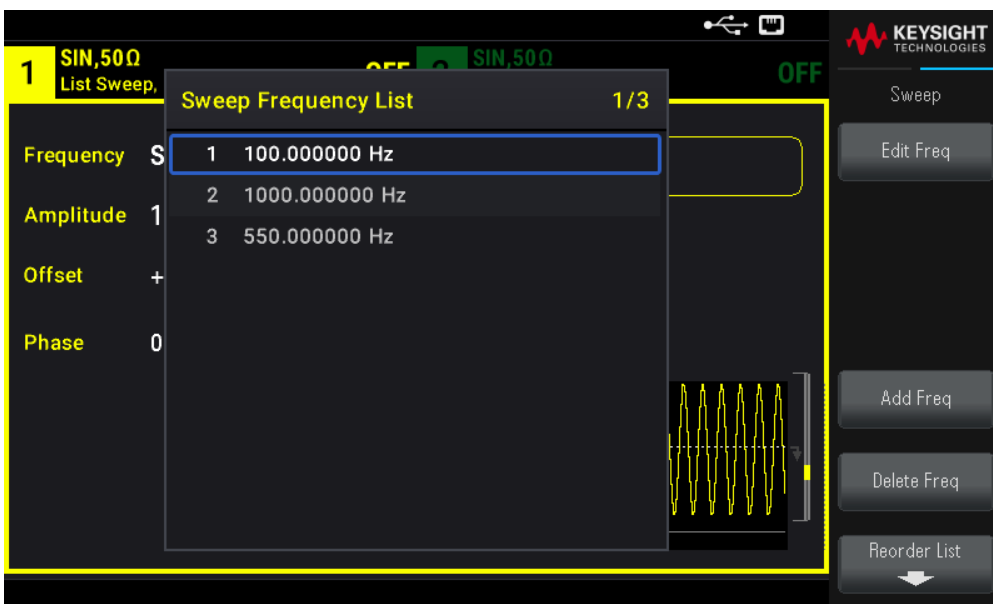 KEYSIGHT
TECHNOLOGIES
1
SIN,50Ω
List Sweep,
OFF
2
SIN,50Ω
OFF
Sweep
Sweep Frequency List 1/3
Frequency S
1 100.000000 Hz
2 1000.000000 Hz
3 550.000000 Hz
Amplitude 1
Offset +
Phase 0
Edit Freq
Add Freq
Delete Freq
Reorder List